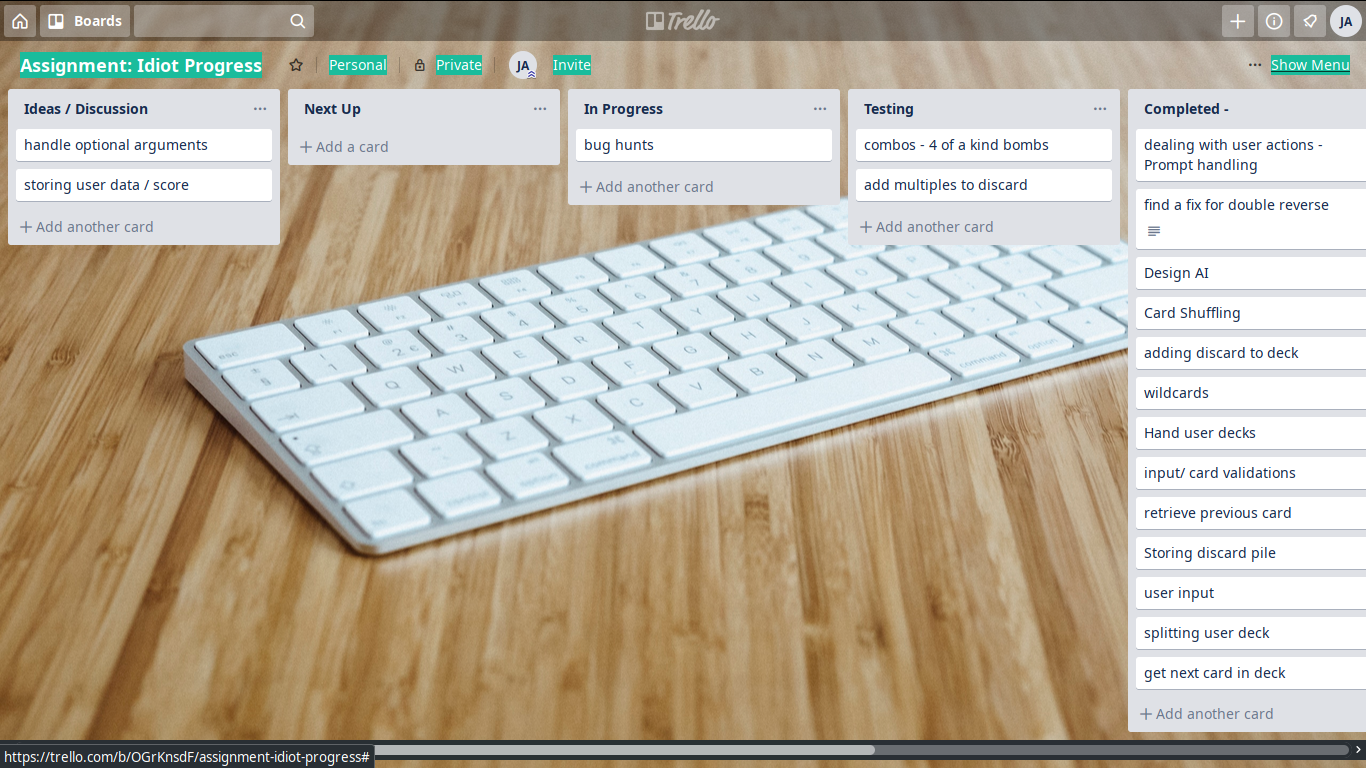 Boards
Trello
JA
Assignment: Idiot Progress
Personal
Private
JA
Invite
Show Menu
Ideas / Discussion
handle optional arguments
storing user data / score
Add another card
Next Up
Add a card
In Progress
bug hunts
Add another card
Testing
combos - 4 of a kind bombs
add multiples to discard
Add another card
Completed -
dealing with user actions -
Prompt handling
find a fix for double reverse
Design AI
Card Shuffling
adding discard to deck
wildcards
Hand user decks
input/ card validations
retrieve previous card
Storing discard pile
user input
splitting user deck
get next card in deck
Add another card
esc
Q W E R T Y U I O P
A S D F G H J K L
Z X C V B N M
command
command
option
https://trello.com/b/OGrKnsdF/assignment-idiot-progress#